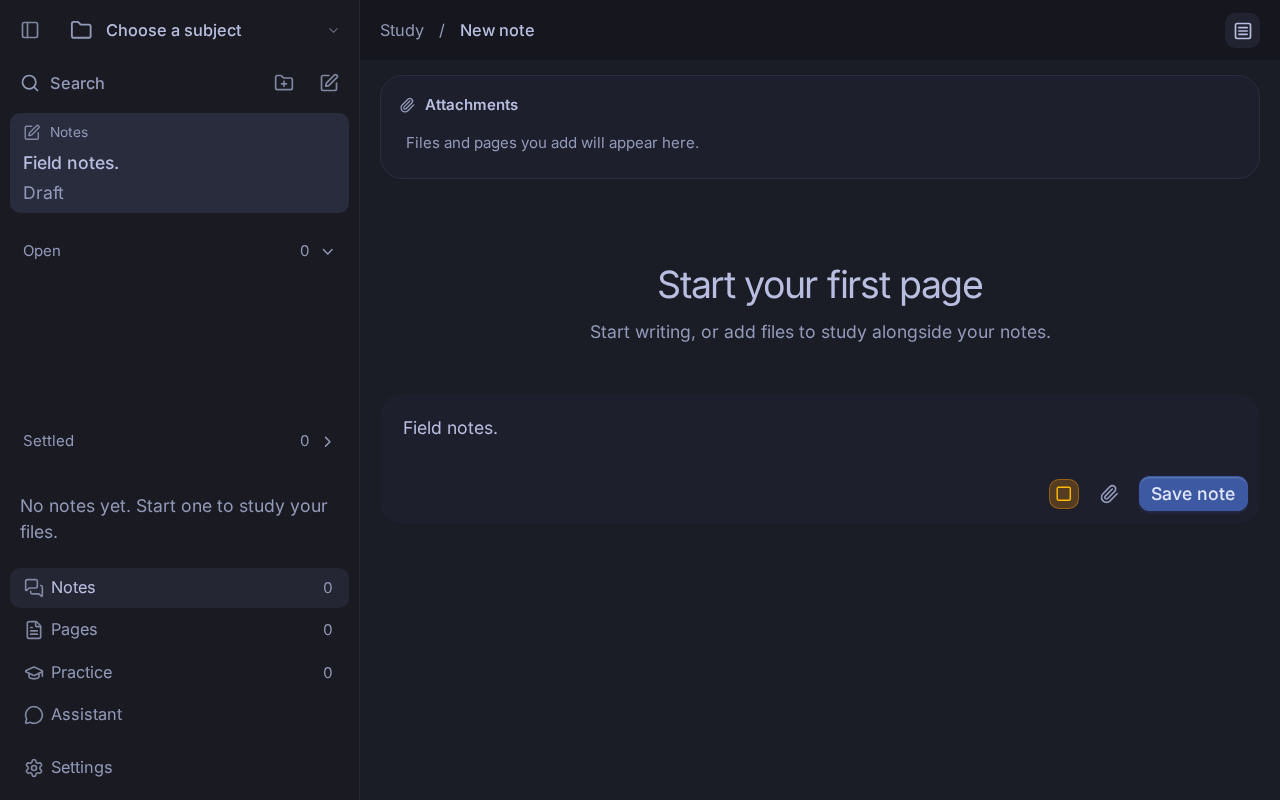 Choose a subject
Study / New note
Search
Attachments
Files and pages you add will appear here.
Notes
Field notes.
Draft
Open 0
Start your first page
Start writing, or add files to study alongside your notes.
Field notes.
Save note
Settled 0
No notes yet. Start one to study your
files.
Notes 0
Pages 0
Practice 0
Assistant
Settings